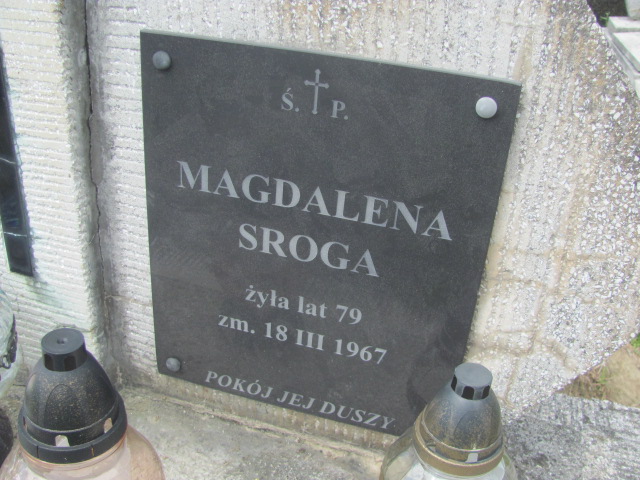 Ś. P.
MAGDALENA
SROGA
żyła lat 79
zm. 18 III 1967
POKÓJ JEJ DUSZY